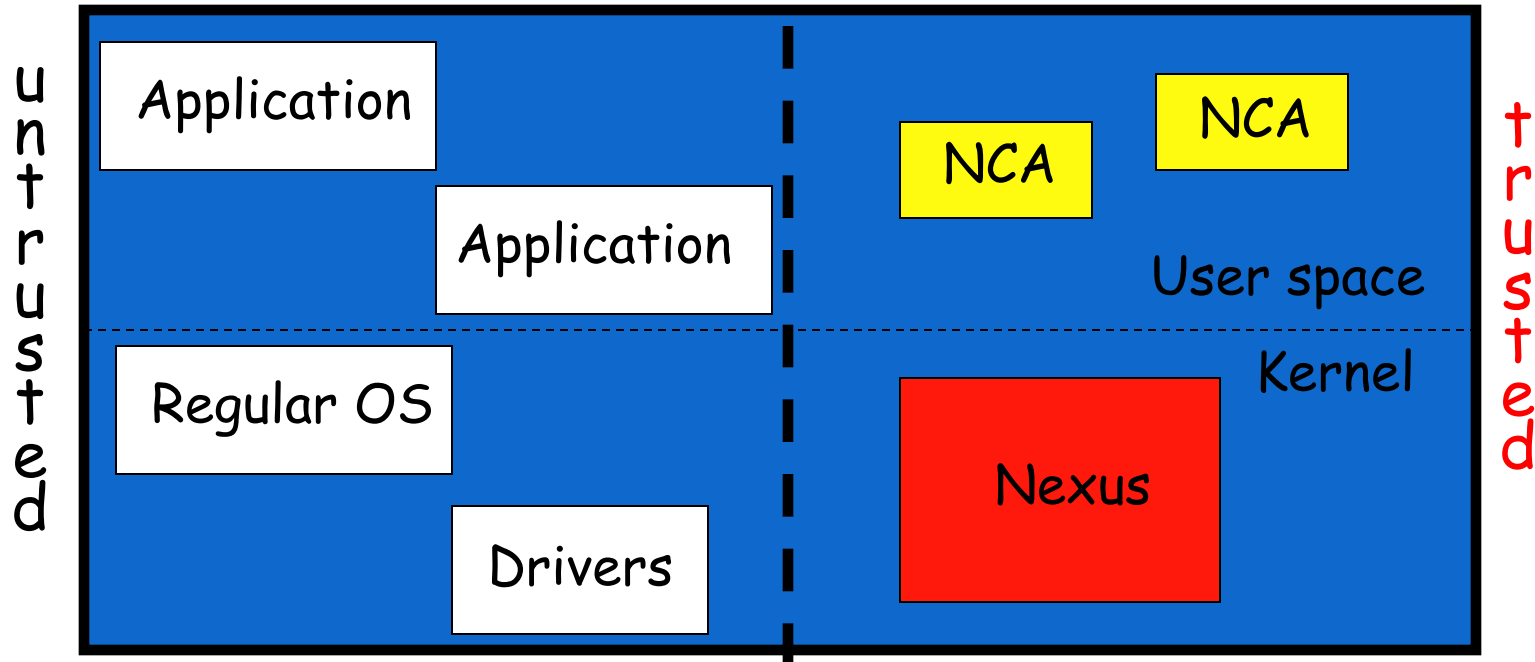 untrusted
Application
Application
Regular OS
Drivers
NCA
NCA
User space
Kernel
Nexus
trusted